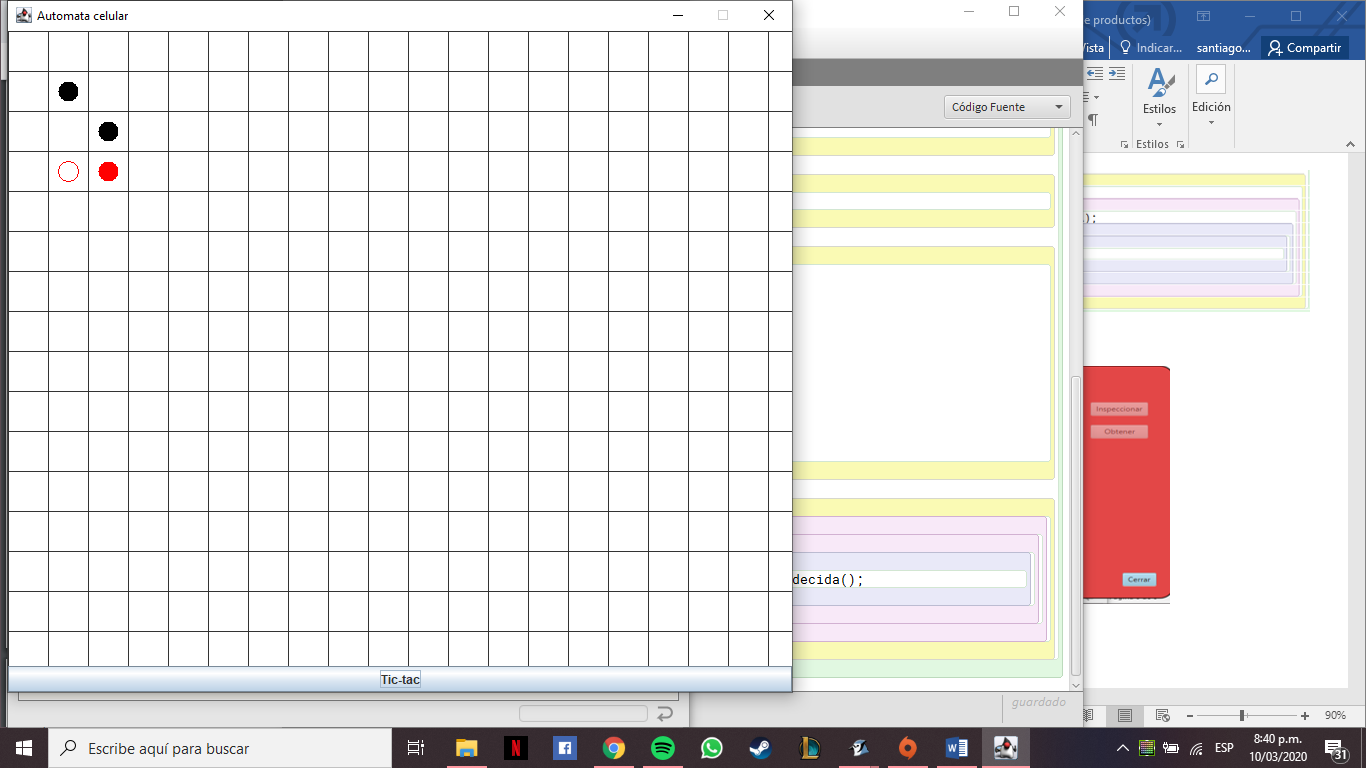 Automata celular
e productos)
ista
Indicar...
santiago...
Compartir
Código Fuente
Estilos
Edición
Estilos
);
Inspeccionar
Obtener
decida();
Cerrar
Tic-tac
guardado
90%
Escribe aquí para buscar
ESP
8:40 p.m.
10/03/2020
31